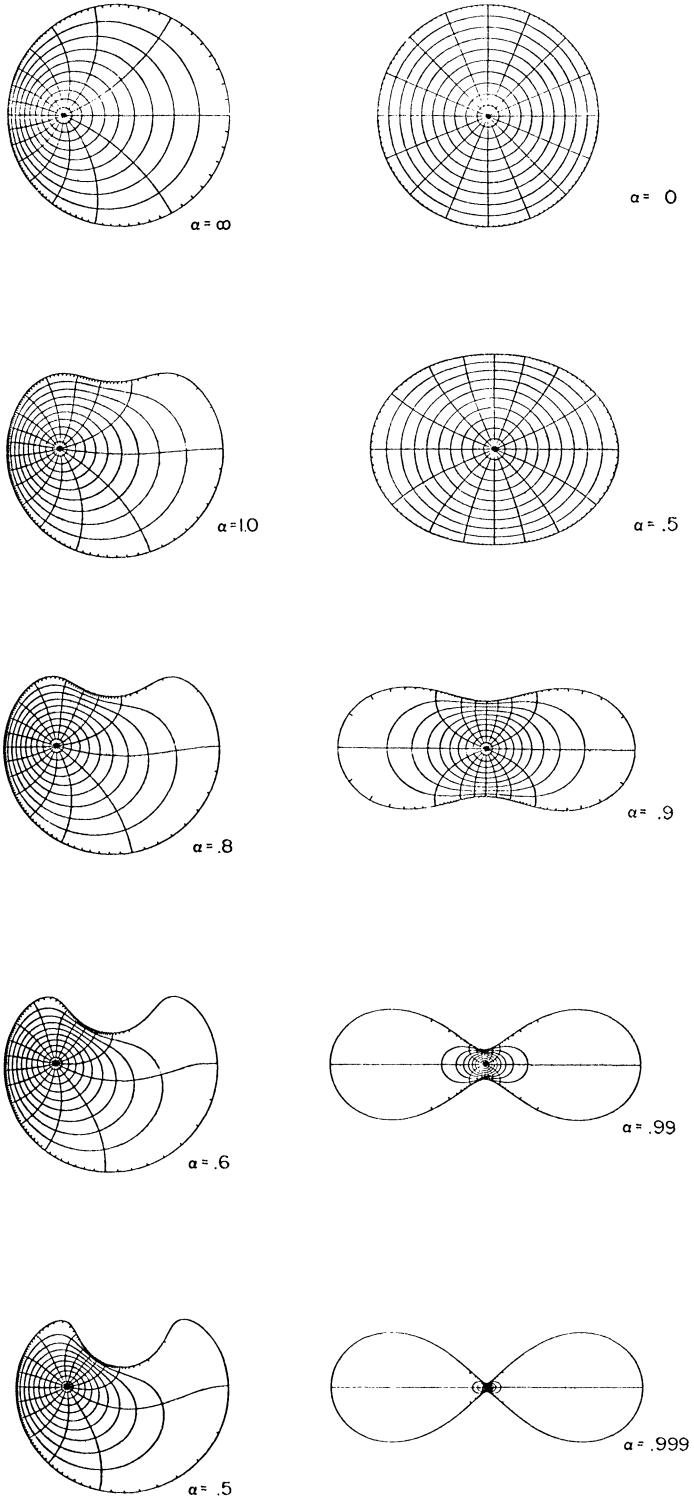 α = ∞
α = 0
α = 1.0
α = .5
α = .8
α = .9
α = .6
α = .99
α = .5
α = .999